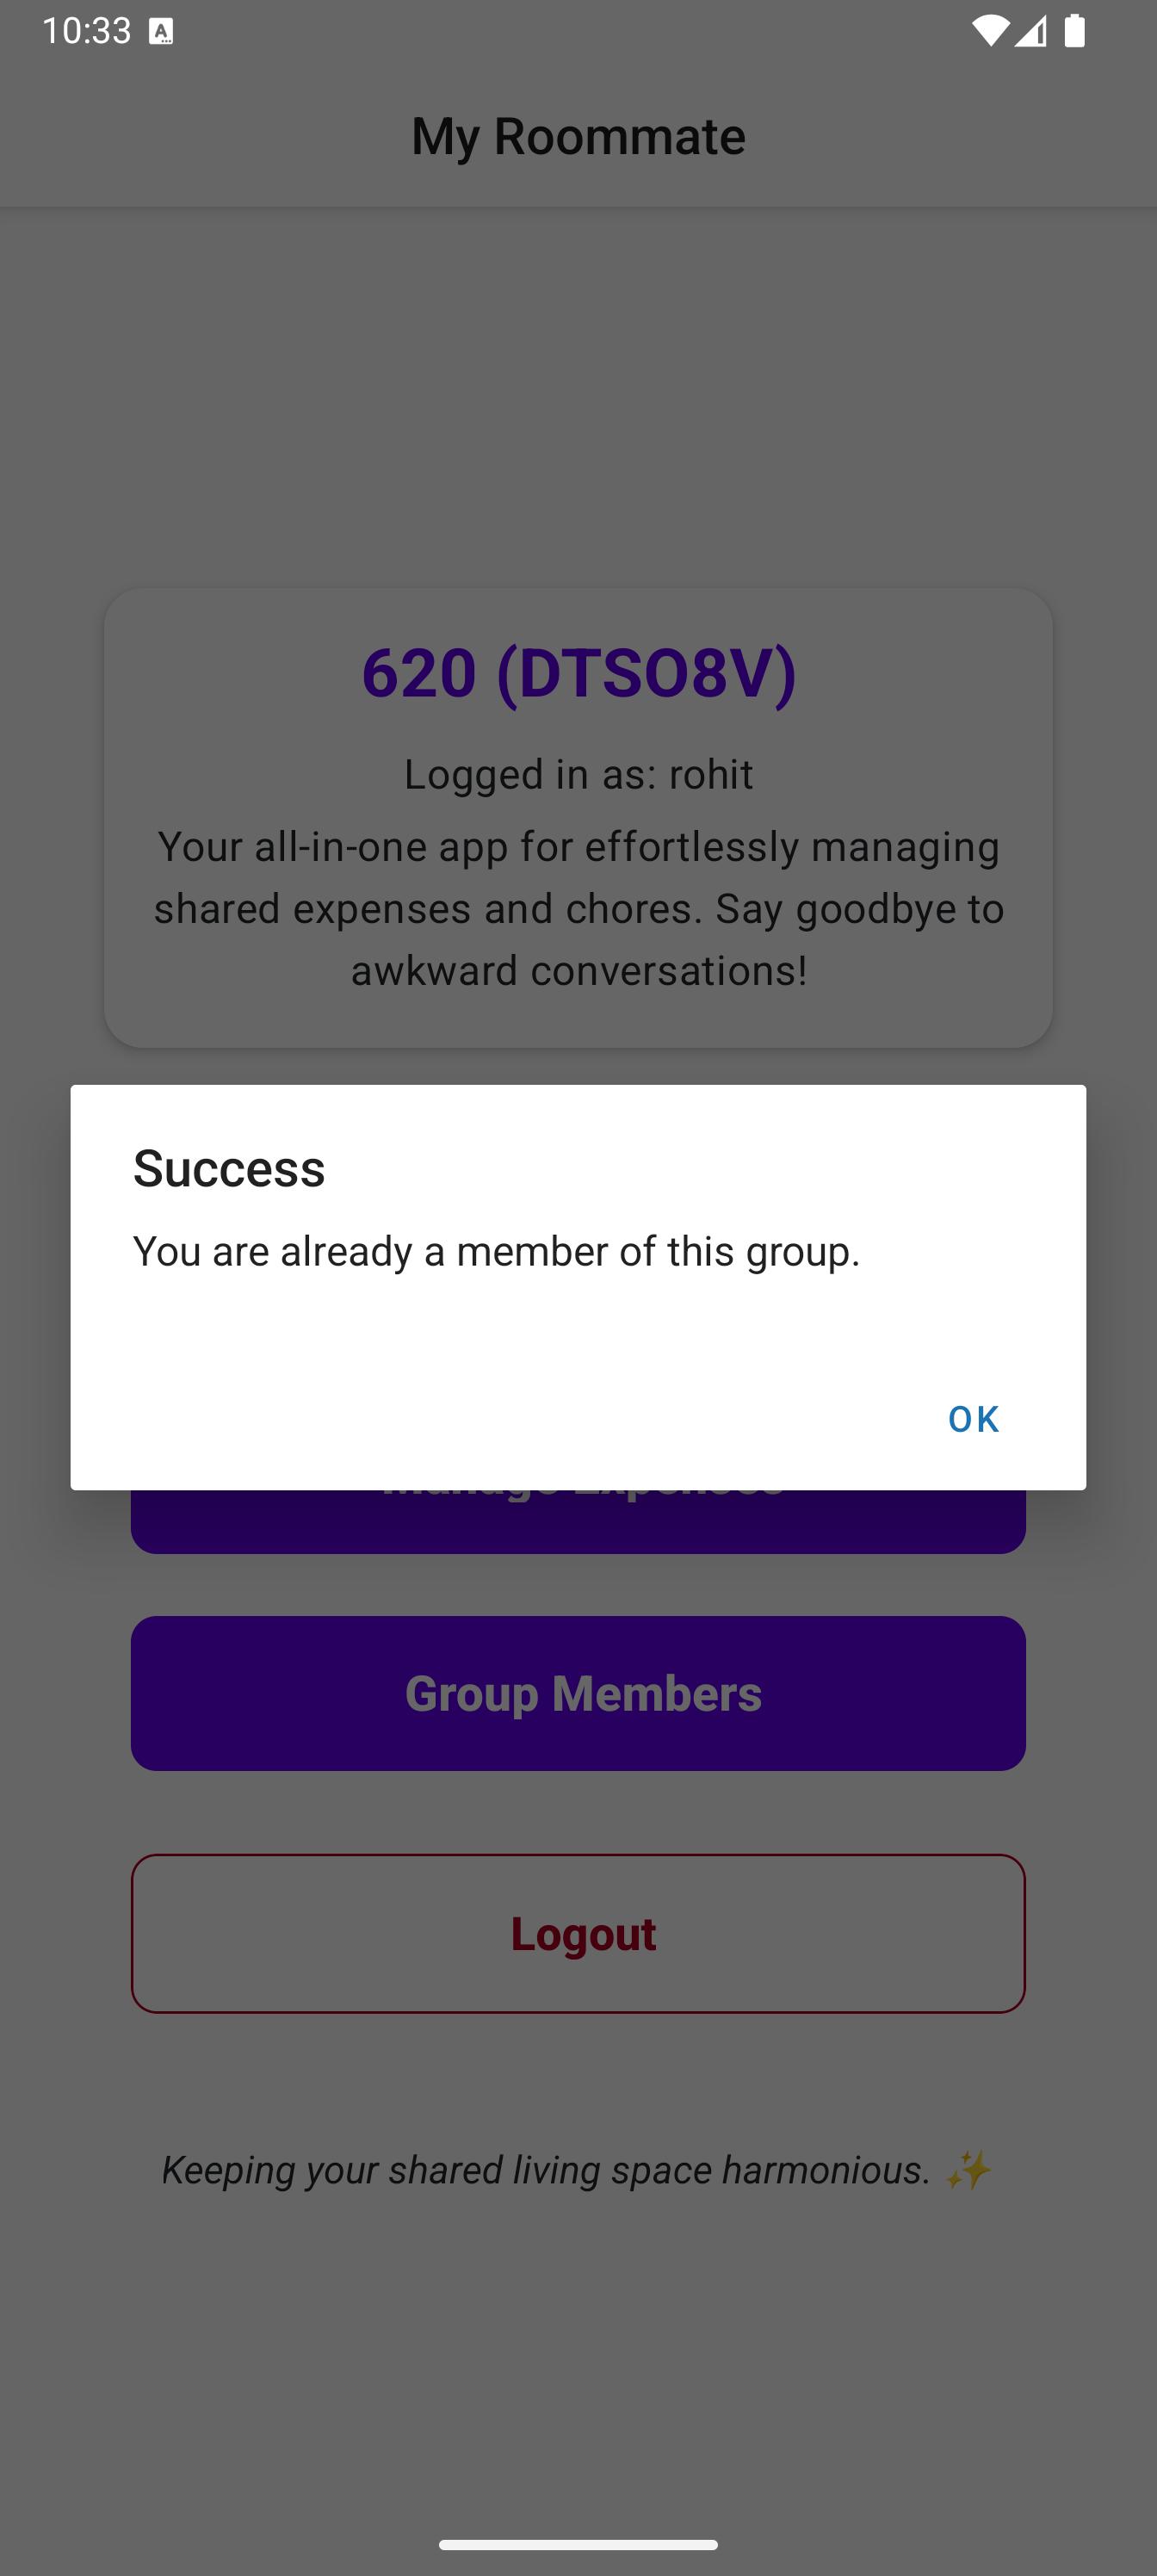 10:33
My Roommate
620 (DTSO8V)
Logged in as: rohit
Your all-in-one app for effortlessly managing
shared expenses and chores. Say goodbye to
awkward conversations!
Success
You are already a member of this group.
OK
Group Members
Logout
Keeping your shared living space harmonious. ✨